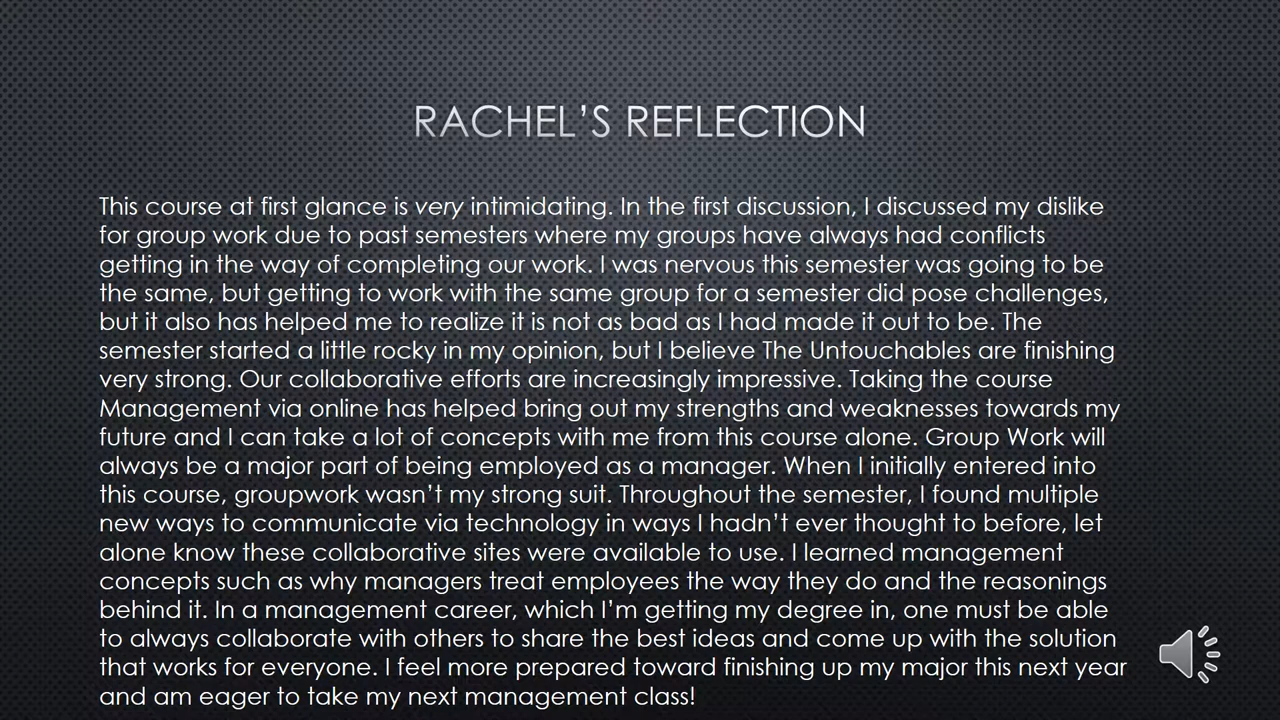 RACHEL'S REFLECTION
This course at first glance is very intimidating. In the first discussion, I discussed my dislike
for group work due to past semesters where my groups have always had conflicts
getting in the way of completing our work. I was nervous this semester was going to be
the same, but getting to work with the same group for a semester did pose challenges,
but it also has helped me to realize it is not as bad as I had made it out to be. The
semester started a little rocky in my opinion, but I believe The Untouchables are finishing
very strong. Our collaborative efforts are increasingly impressive. Taking the course
Management via online has helped bring out my strengths and weaknesses towards my
future and I can take a lot of concepts with me from this course alone. Group Work will
always be a major part of being employed as a manager. When I initially entered into
this course, groupwork wasn't my strong suit. Throughout the semester, I found multiple
new ways to communicate via technology in ways I hadn't ever thought to before, let
alone know these collaborative sites were available to use. I learned management
concepts such as why managers treat employees the way they do and the reasonings
behind it. In a management career, which I'm getting my degree in, one must be able
to always collaborate with others to share the best ideas and come up with the solution
that works for everyone. I feel more prepared toward finishing up my major this next year
and am eager to take my next management class!